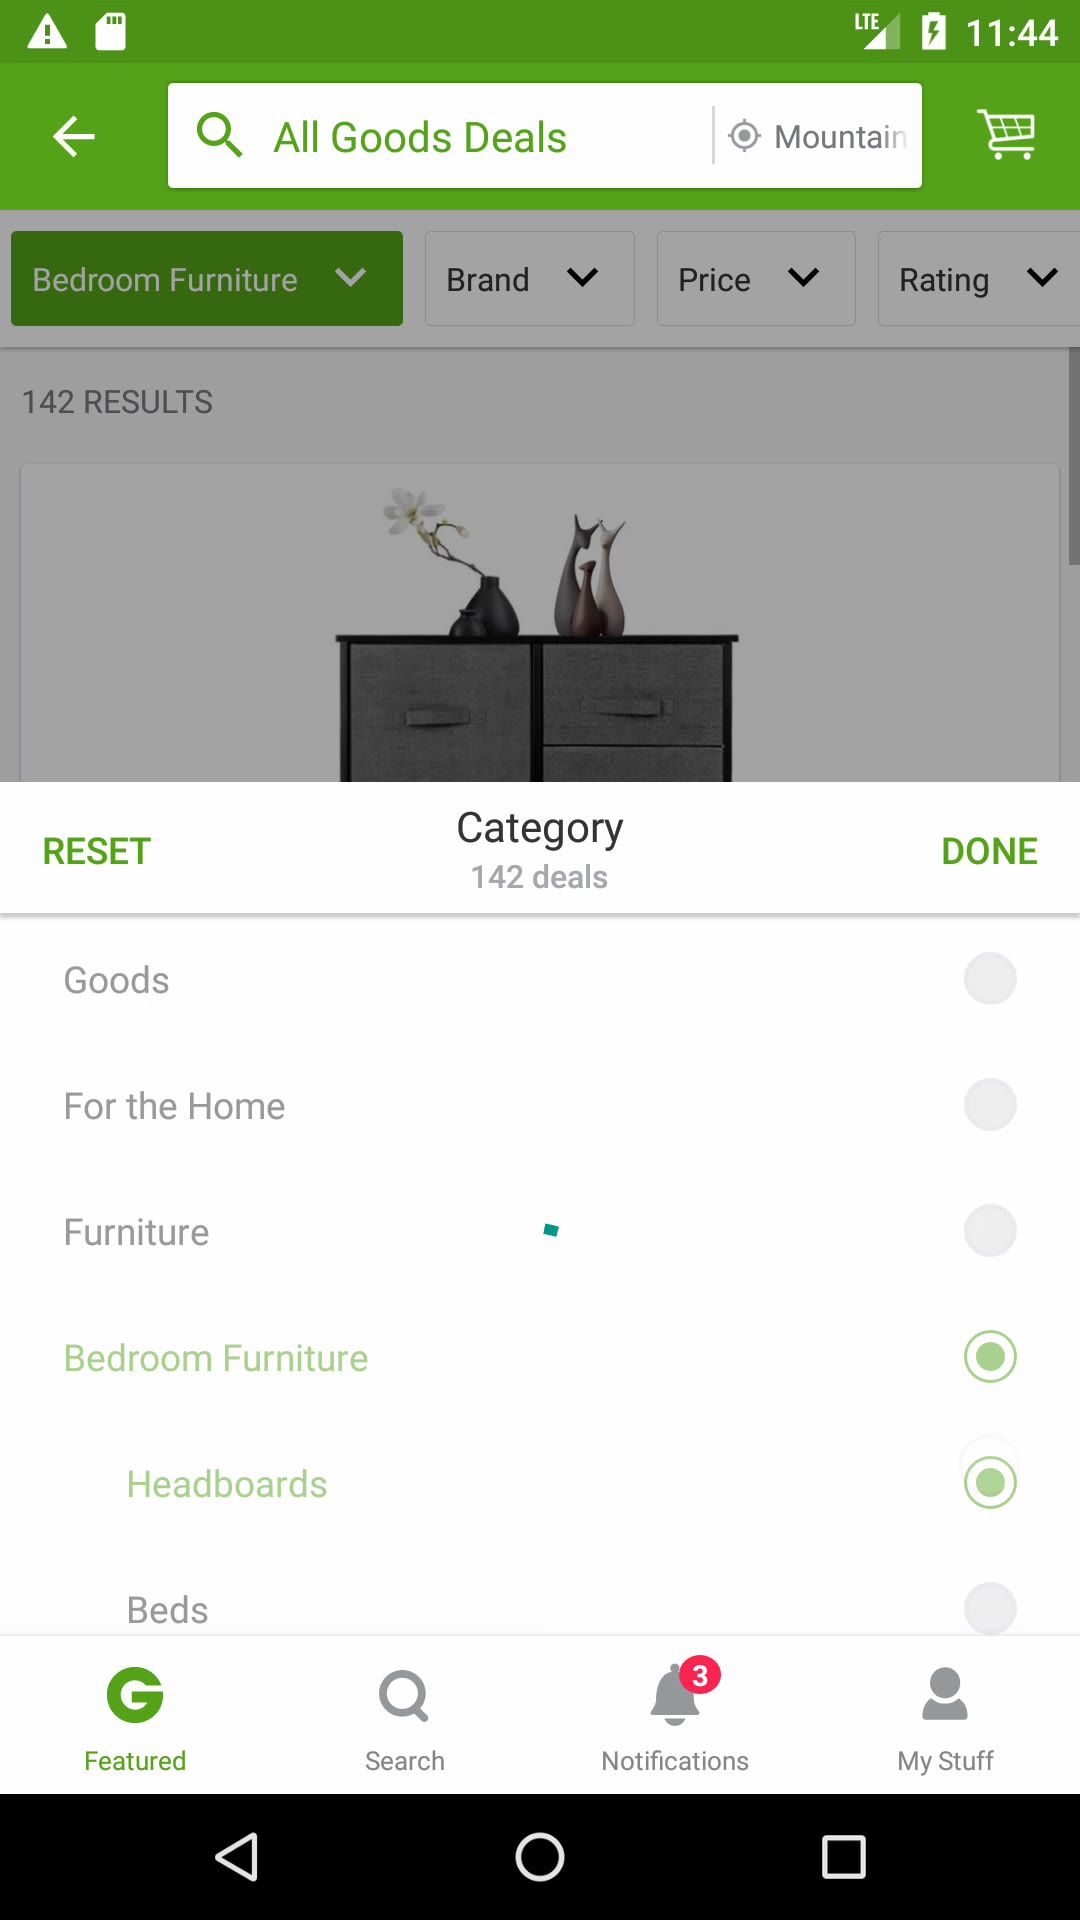 LTE 11:44
All Goods Deals Mountain
Bedroom Furniture Brand Price Rating
142 RESULTS
RESET Category DONE
142 deals
Goods
For the Home
Furniture
Bedroom Furniture
Headboards
Beds
3
Featured Search Notifications My Stuff